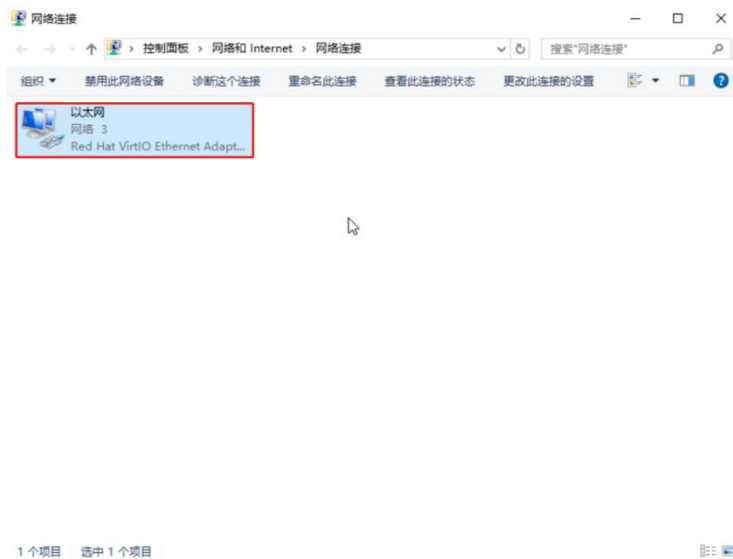 网络连接
控制面板 › 网络和 Internet › 网络连接
搜索"网络连接"
组织 禁用此网络设备 诊断这个连接 重命名此连接 查看此连接的状态 更改此连接的设置
以太网
网络 3
Red Hat VirtIO Ethernet Adapt...
1 个项目 选中 1 个项目